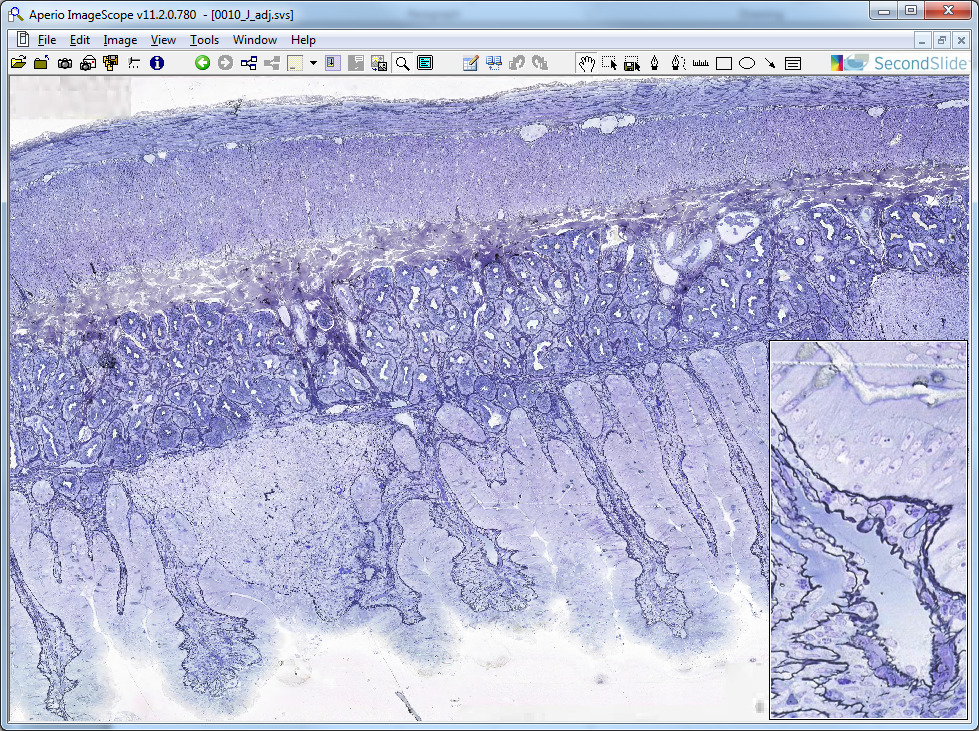 Aperio ImageScope v11.2.0.780 - [0010_J_adj.svs]
File Edit Image View Tools Window Help
SecondSlide